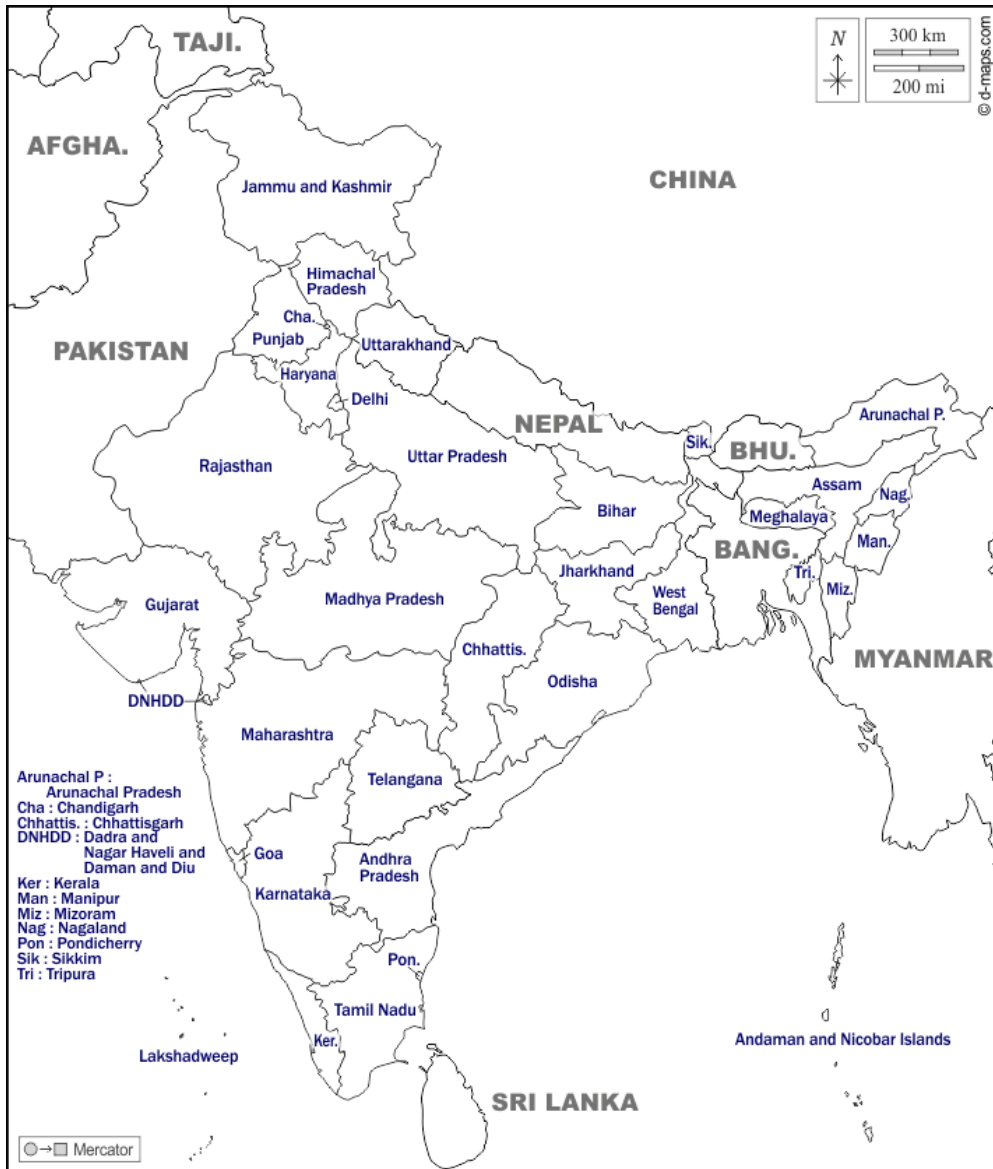 TAJI.
N
300 km
200 mi
© d-maps.com
AFGHA.
CHINA
Jammu and Kashmir
Himachal
Pradesh
Cha.
Punjab
Uttarakhand
PAKISTAN
Haryana
Delhi
NEPAL
Sik.
BHU.
Arunachal P.
Rajasthan
Uttar Pradesh
Assam
Nag.
Bihar
Meghalaya
BANG.
Man.
Jharkhand
Tri.
Miz.
Gujarat
Madhya Pradesh
West
Bengal
Chhattis.
Odisha
MYANMAR
DNHDD
Maharashtra
Telangana
Arunachal P :
Arunachal Pradesh
Cha : Chandigarh
Chhattis. : Chhattisgarh
DNHDD : Dadra and
Nagar Haveli and
Daman and Diu
Ker : Kerala
Man : Manipur
Miz : Mizoram
Nag : Nagaland
Pon : Pondicherry
Sik : Sikkim
Tri : Tripura
Goa
Andhra
Pradesh
Karnataka
Pon.
Tamil Nadu
Ker.
Lakshadweep
Andaman and Nicobar Islands
SRI LANKA
Mercator